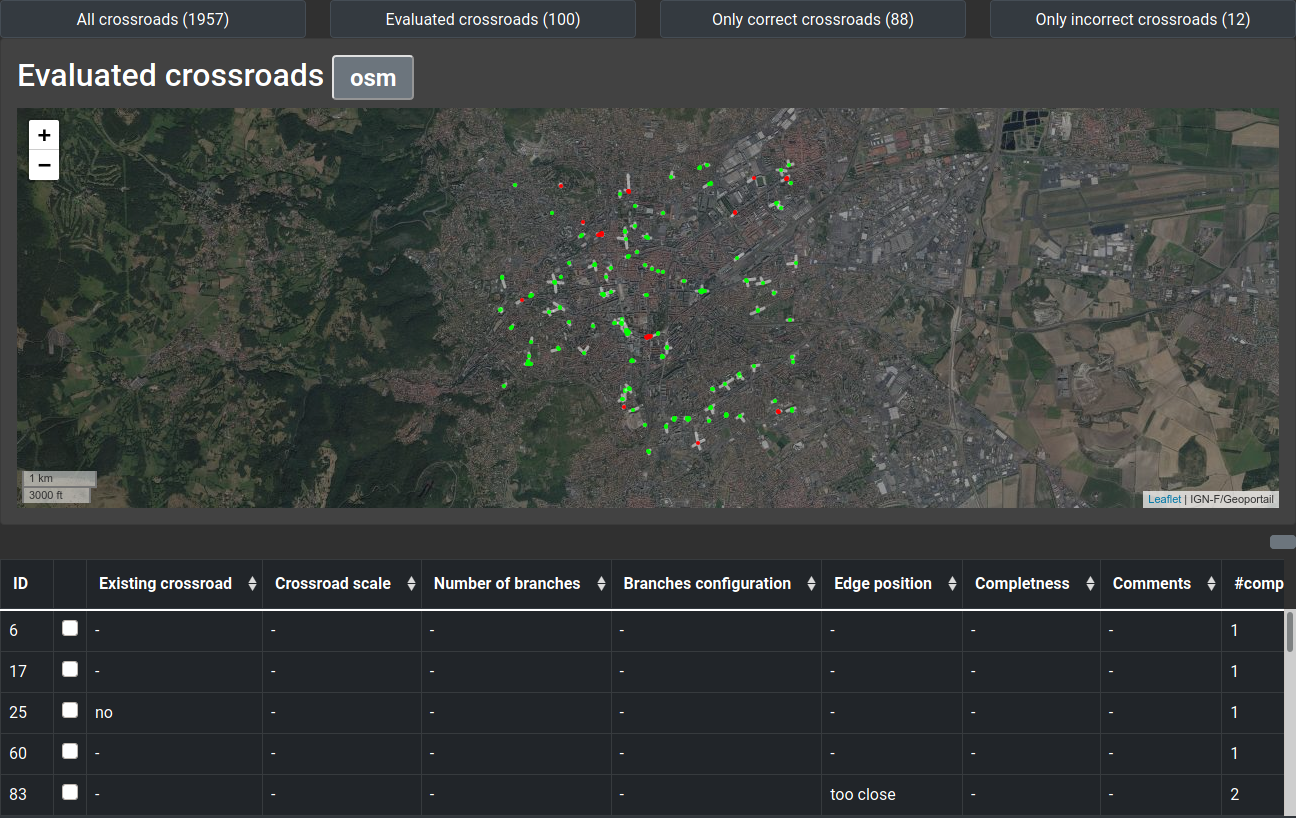 All crossroads (1957) Evaluated crossroads (100) Only correct crossroads (88) Only incorrect crossroads (12)
Evaluated crossroads osm
+
−
1 km
3000 ft
Leaflet | IGN-F/Geoportail
ID Existing crossroad Crossroad scale Number of branches Branches configuration Edge position Completness Comments #comp
6 - - - - - - - 1
17 - - - - - - - 1
25 no - - - - - - 1
60 - - - - - - - 1
83 - - - - too close - - 2